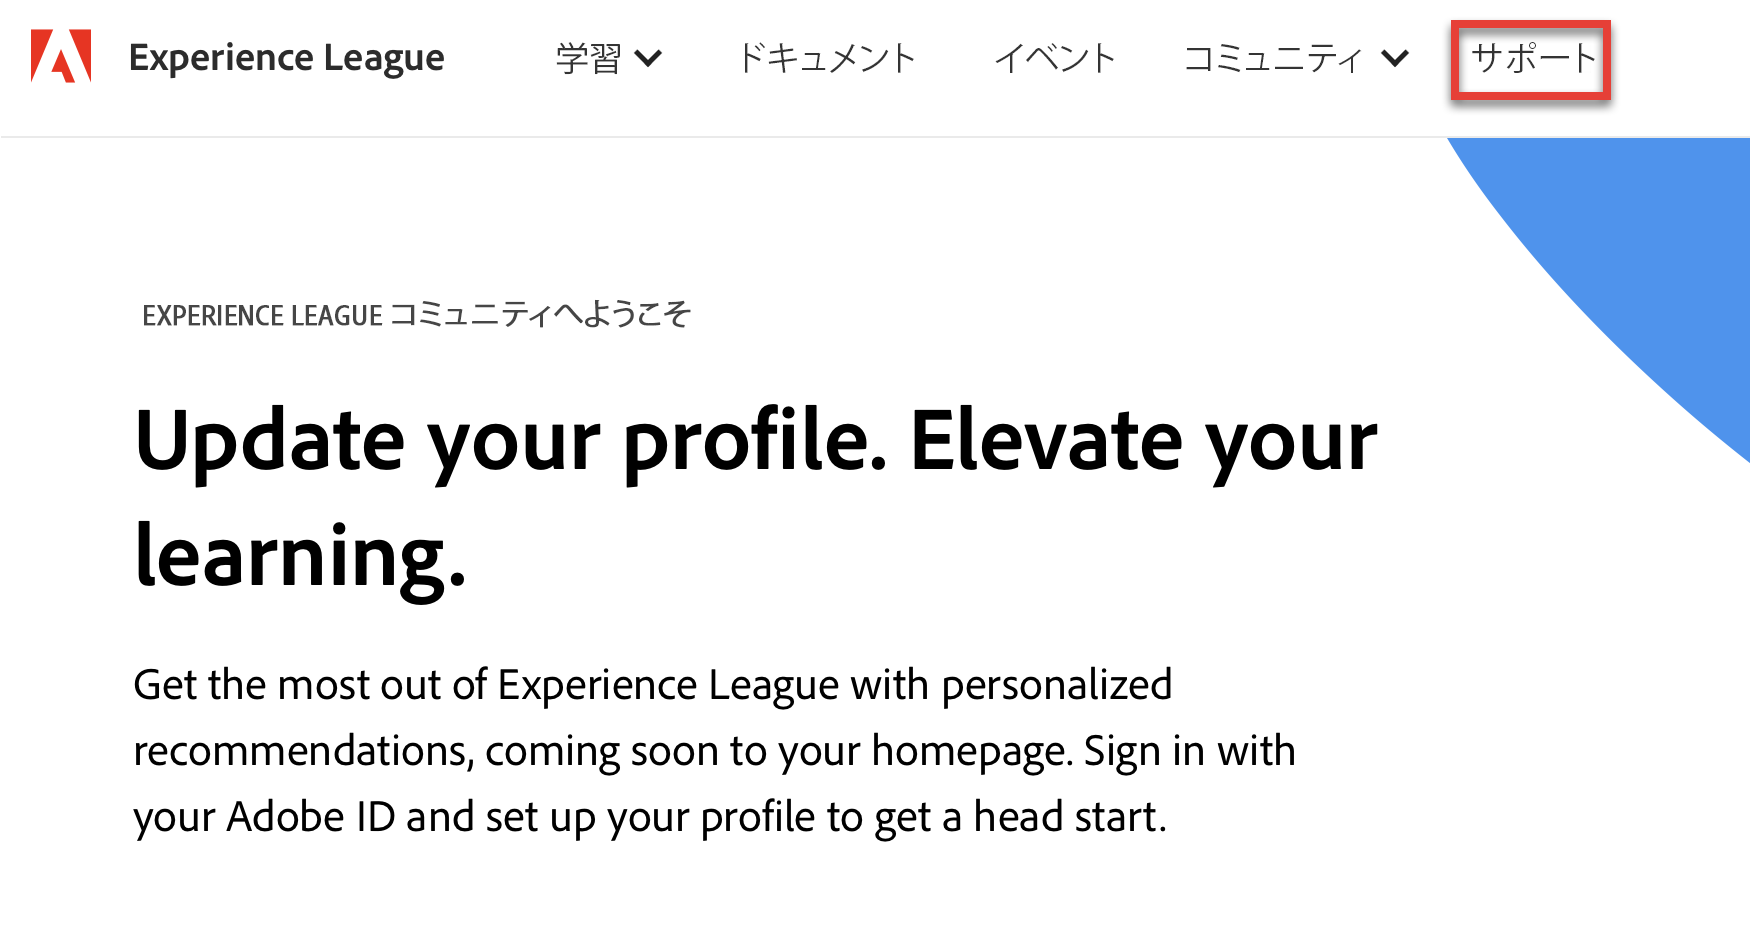 Experience League 学習 ドキュメント イベント コミュニティ サポート
EXPERIENCE LEAGUE コミュニティへようこそ
Update your profile. Elevate your
learning.
Get the most out of Experience League with personalized
recommendations, coming soon to your homepage. Sign in with
your Adobe ID and set up your profile to get a head start.